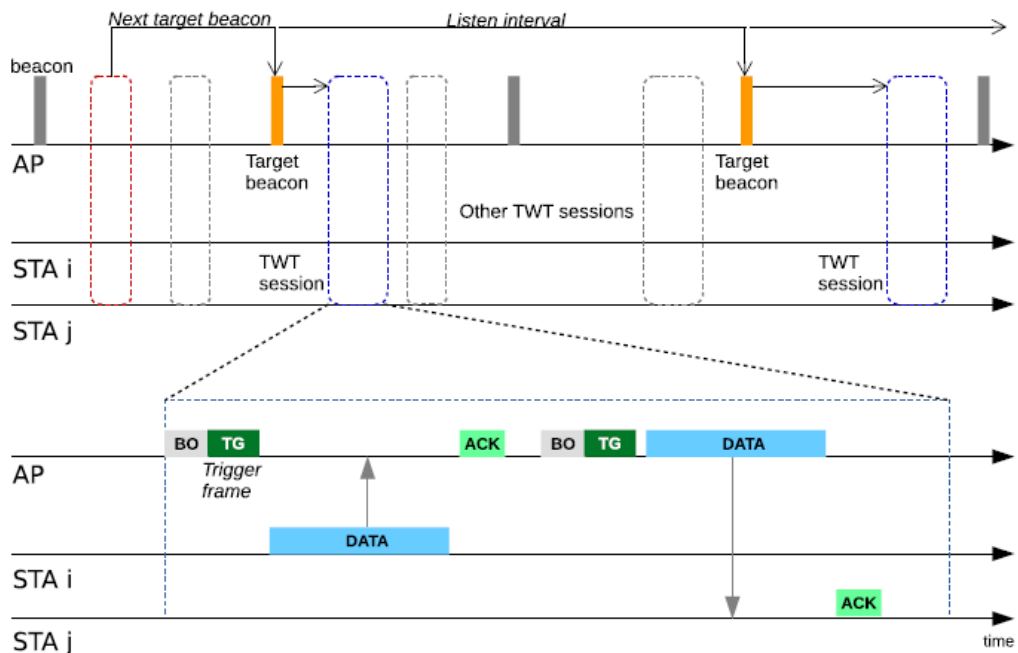 Next target beacon
Listen interval
beacon
AP
Target
beacon
Target
beacon
Other TWT sessions
STA i
TWT
session
TWT
session
STA j
BO
TG
ACK
BO
TG
DATA
AP
Trigger
frame
DATA
STA i
ACK
STA j
time